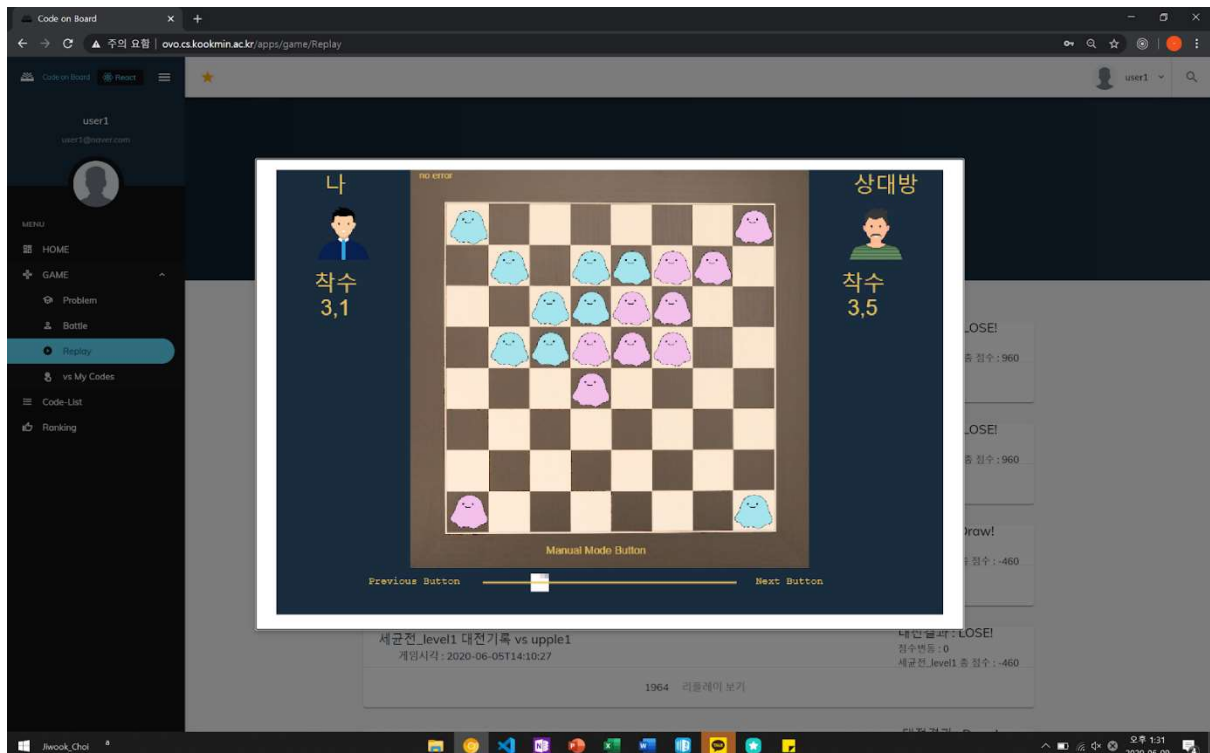 Code on Board
주의 요함 | ovo.cs.kookmin.ac.kr/apps/game/Replay
Code on Board React
user1
user1
user1@naver.com
MENU
HOME
GAME
Problem
Battle
Replay
vs My Codes
Code-List
Ranking
나
no error
상대방
착수
3,1
착수
3,5
Manual Mode Button
Previous Button
Next Button
LOSE!
총 점수 : 960
LOSE!
총 점수 : 960
Draw!
점수 : -460
세균전_level1 대전기록 vs upple1
게임시각 : 2020-06-05T14:10:27
대전결과 : LOSE!
점수변동 : 0
세균전_level1 총 점수 : -460
1964 리플레이 보기
Jiwook_Choi
오후 1:31
2020-06-09